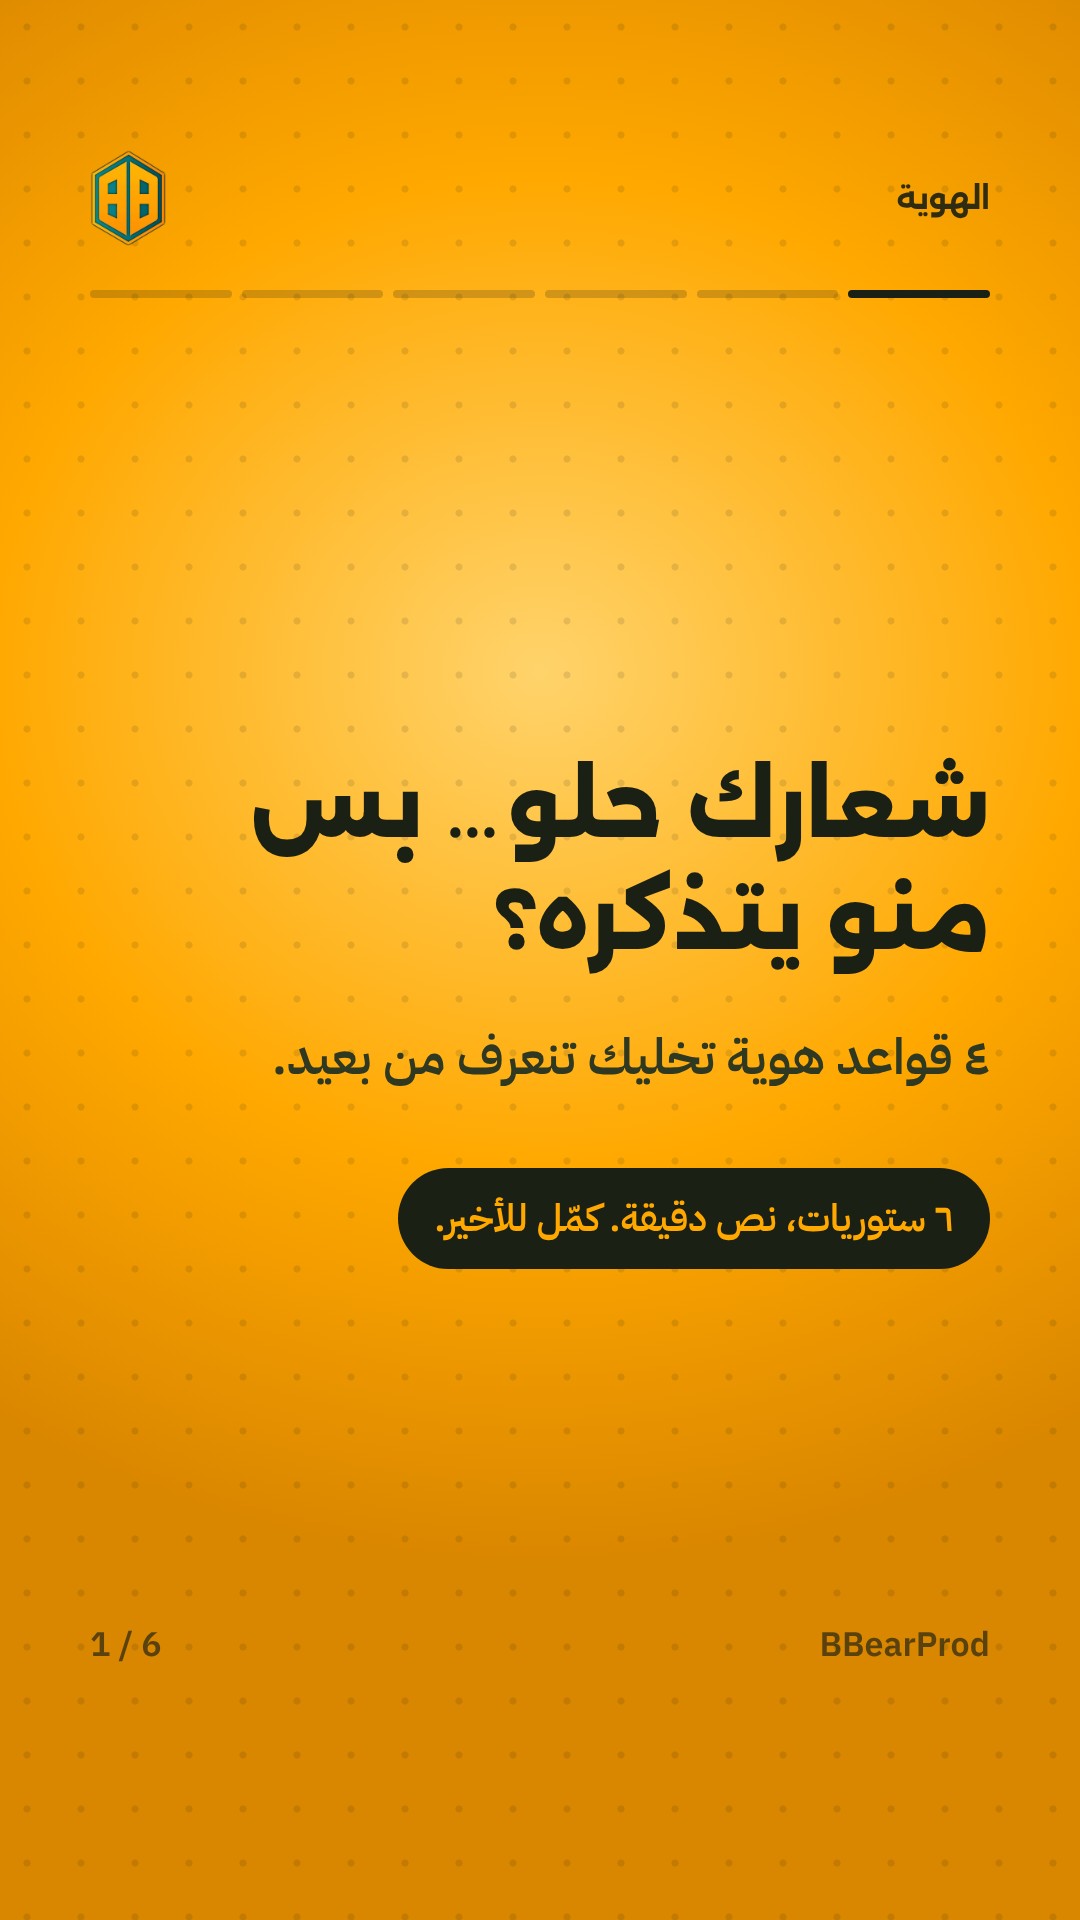 الهوية
شعارك حلو... بس
منو يتذكره؟
٤ قواعد هوية تخليك تنعرف من بعيد.
٦ ستوريات، نص دقيقة. كمّل للأخير.
BBearProd
1 / 6